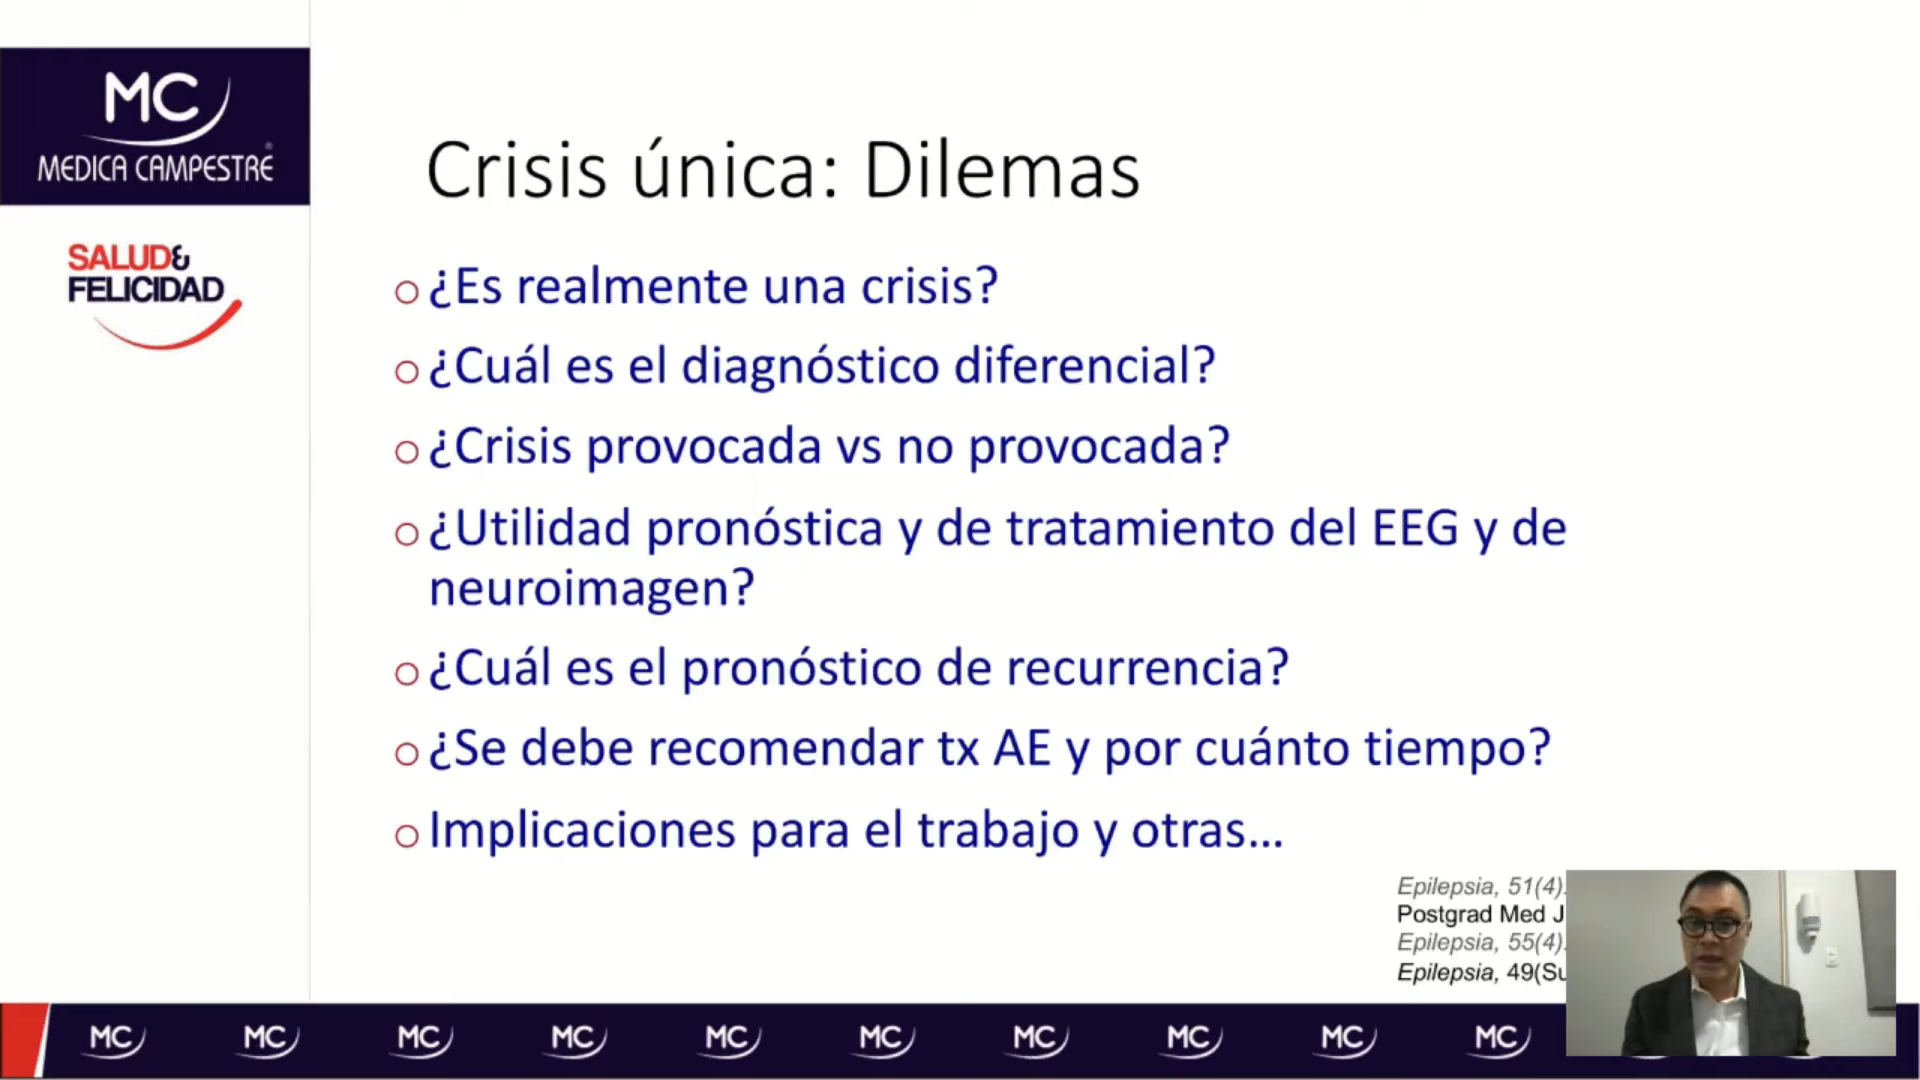 MC
MEDICA CAMPESTRE®
SALUD&
FELICIDAD
Crisis única: Dilemas
¿Es realmente una crisis?
¿Cuál es el diagnóstico diferencial?
¿Crisis provocada vs no provocada?
¿Utilidad pronóstica y de tratamiento del EEG y de
neuroimagen?
¿Cuál es el pronóstico de recurrencia?
¿Se debe recomendar tx AE y por cuánto tiempo?
Implicaciones para el trabajo y otras...
Epilepsia, 51(4)
Postgrad Med J
Epilepsia, 55(4)
Epilepsia, 49(Su
MC MC MC MC MC MC MC MC MC MC